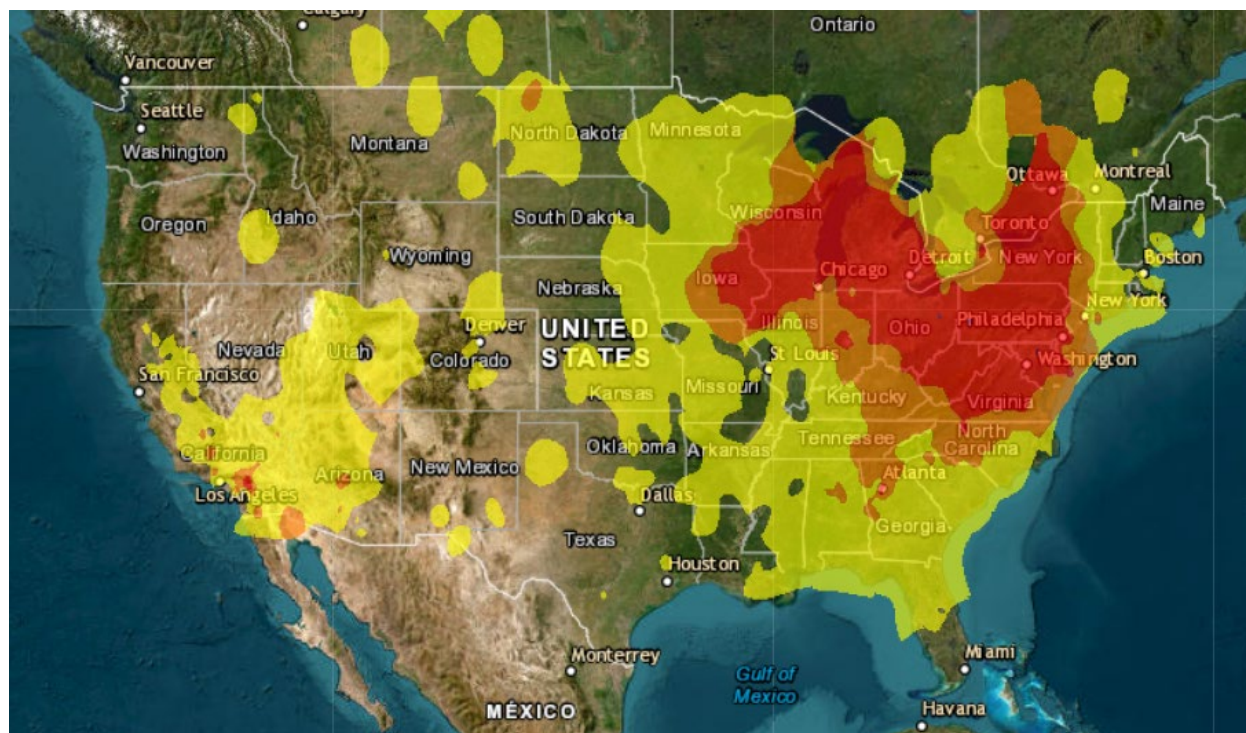 Calgary
Ontario
Vancouver
Seattle
Washington
Montana
North Dakota
Minnesota
Ottawa
Montreal
Maine
Oregon
Idaho
South Dakota
Wisconsin
Toronto
Wyoming
Iowa
Chicago
Detroit
New York
Boston
Nebraska
New York
Denver
UNITED
STATES
Illinois
Ohio
Philadelphia
Nevada
Utah
Colorado
St Louis
Washington
San Francisco
Kansas
Missouri
Kentucky
Virginia
California
Arizona
New Mexico
Oklahoma
Arkansas
Tennessee
North
Carolina
Los Angeles
Dallas
Atlanta
Texas
Georgia
Houston
Monterrey
Gulf of
Mexico
Miami
MÉXICO
Havana